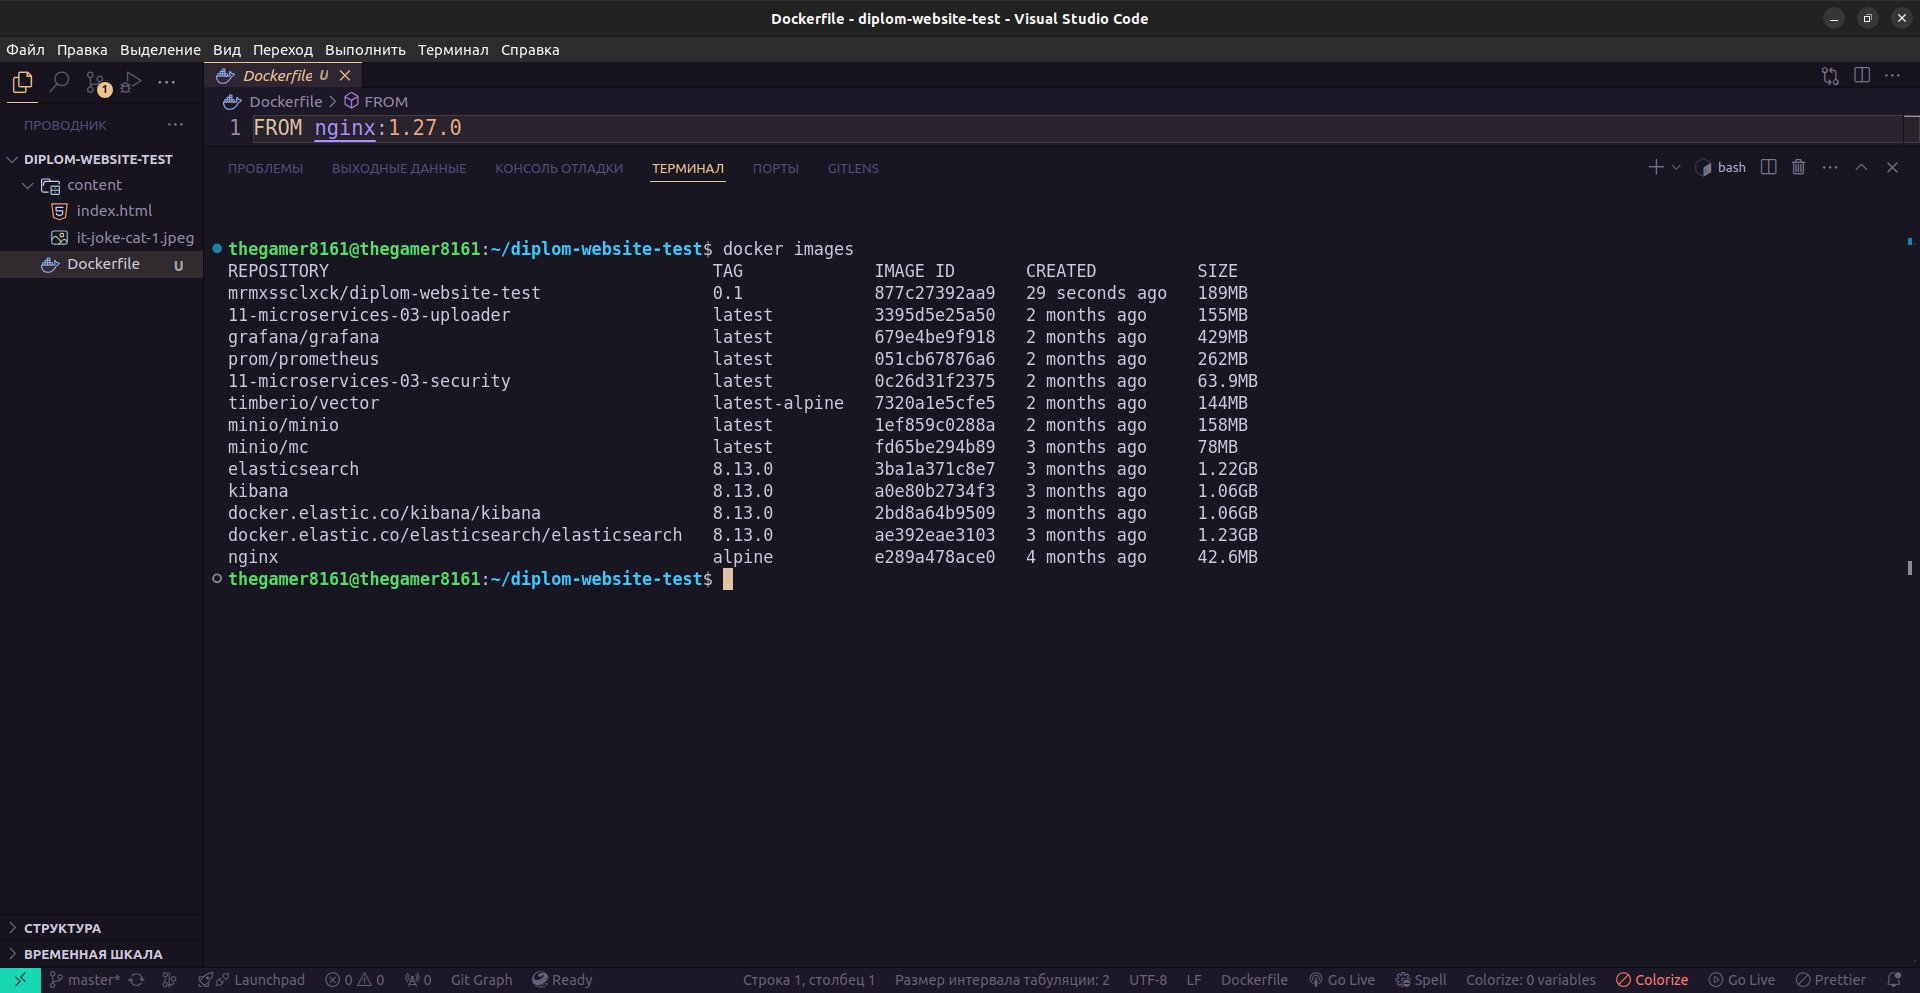 Dockerfile - diplom-website-test - Visual Studio Code
Файл Правка Выделение Вид Переход Выполнить Терминал Справка
1
Dockerfile U
ПРОВОДНИК
Dockerfile > FROM
1 FROM nginx:1.27.0
DIPLOM-WEBSITE-TEST
content
index.html
it-joke-cat-1.jpeg
Dockerfile U
ПРОБЛЕМЫ ВЫХОДНЫЕ ДАННЫЕ КОНСОЛЬ ОТЛАДКИ ТЕРМИНАЛ ПОРТЫ GITLENS bash
thegamer8161@thegamer8161:~/diplom-website-test$ docker images
REPOSITORY TAG IMAGE ID CREATED SIZE
mrmxssclxck/diplom-website-test 0.1 877c27392aa9 29 seconds ago 189MB
11-microservices-03-uploader latest 3395d5e25a50 2 months ago 155MB
grafana/grafana latest 679e4be9f918 2 months ago 429MB
prom/prometheus latest 051cb67876a6 2 months ago 262MB
11-microservices-03-security latest 0c26d31f2375 2 months ago 63.9MB
timberio/vector latest-alpine 7320a1e5cfe5 2 months ago 144MB
minio/minio latest 1ef859c0288a 2 months ago 158MB
minio/mc latest fd65be294b89 3 months ago 78MB
elasticsearch 8.13.0 3ba1a371c8e7 3 months ago 1.22GB
kibana 8.13.0 a0e80b2734f3 3 months ago 1.06GB
docker.elastic.co/kibana/kibana 8.13.0 2bd8a64b9509 3 months ago 1.06GB
docker.elastic.co/elasticsearch/elasticsearch 8.13.0 ae392eae3103 3 months ago 1.23GB
nginx alpine e289a478ace0 4 months ago 42.6MB
thegamer8161@thegamer8161:~/diplom-website-test$
СТРУКТУРА
ВРЕМЕННАЯ ШКАЛА
master* Launchpad 0 0 0 Git Graph Ready Строка 1, столбец 1 Размер интервала табуляции: 2 UTF-8 LF Dockerfile Go Live Spell Colorize: 0 variables Colorize Go Live Prettier